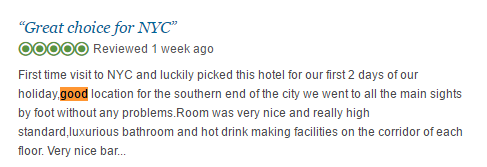 “Great choice for NYC”
Reviewed 1 week ago
First time visit to NYC and luckily picked this hotel for our first 2 days of our
holiday,good location for the southern end of the city we went to all the main sights
by foot without any problems.Room was very nice and really high
standard,luxurious bathroom and hot drink making facilities on the corridor of each
floor. Very nice bar...